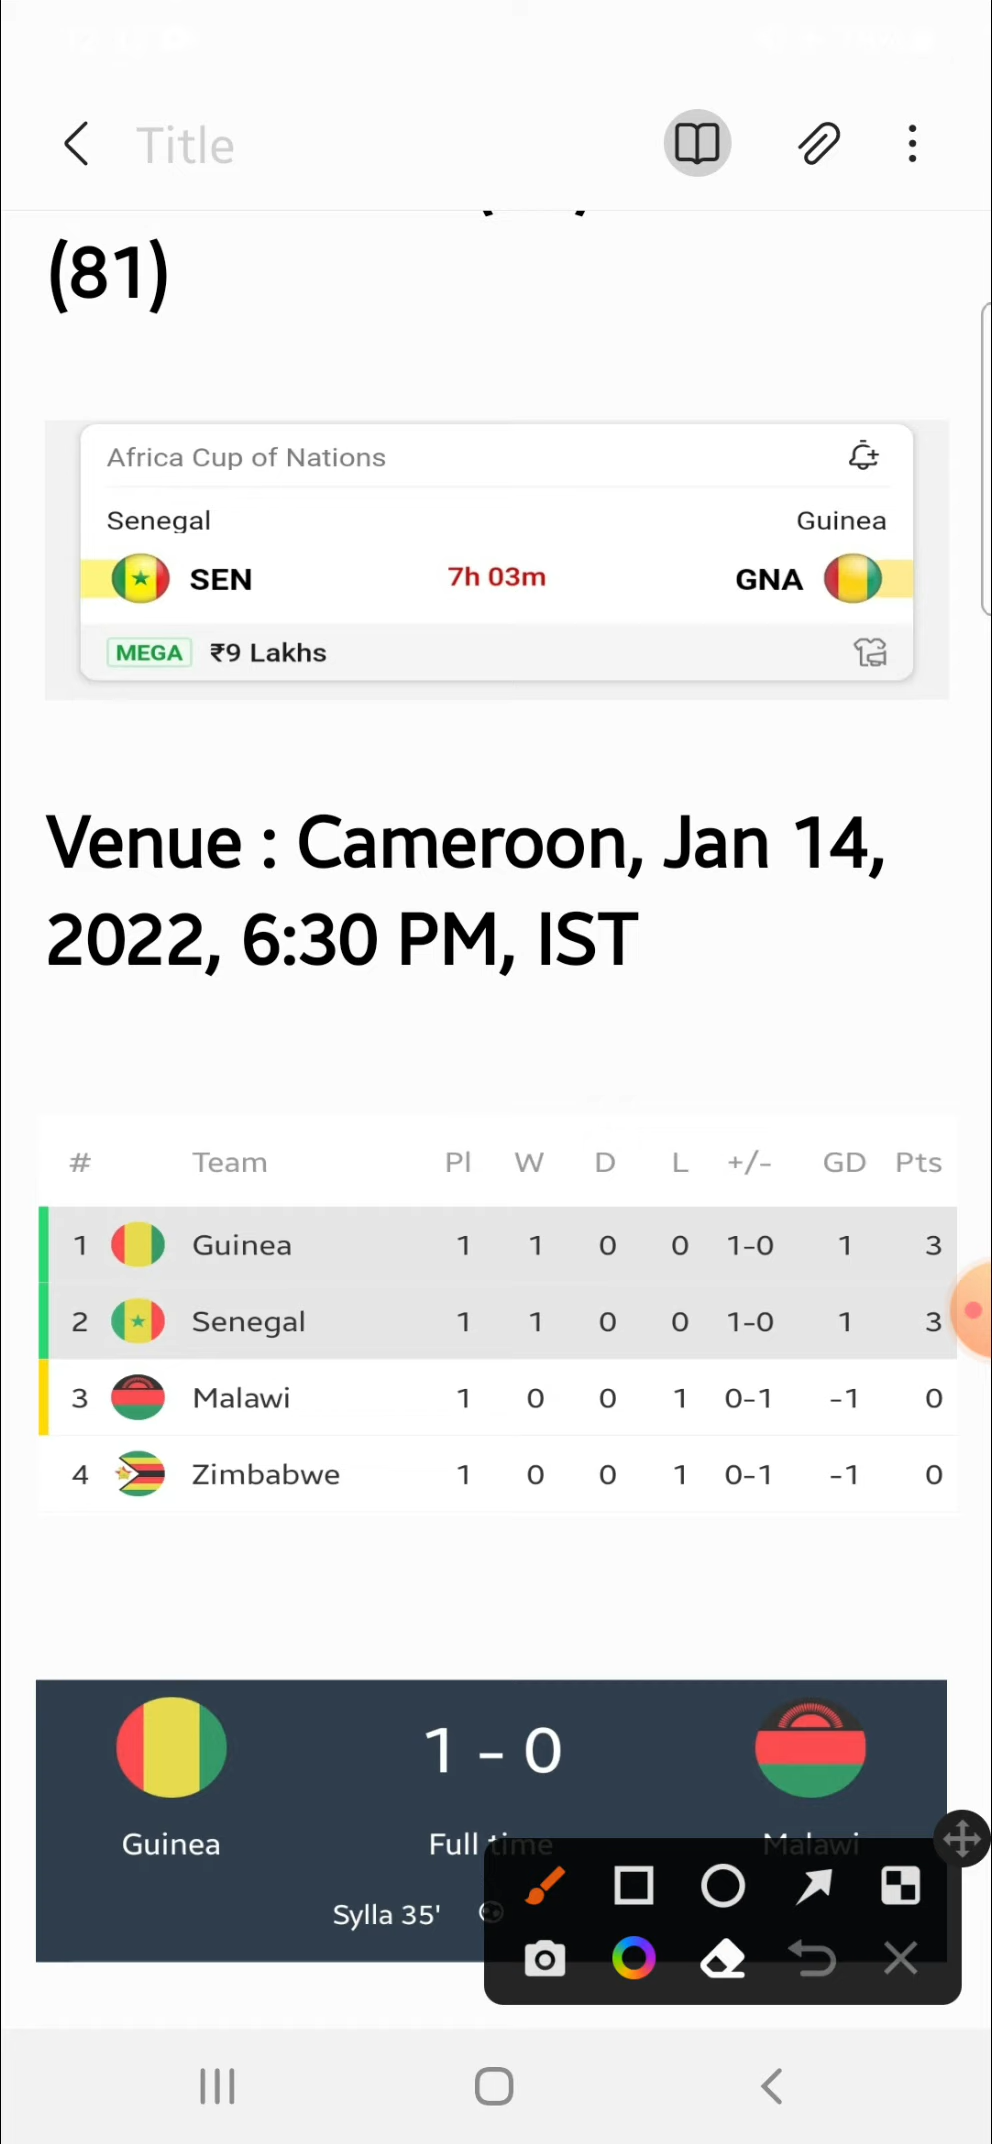 Title
(81)
Africa Cup of Nations
Senegal Guinea
SEN 7h 03m GNA
MEGA ₹9 Lakhs
Venue : Cameroon, Jan 14,
2022, 6:30 PM, IST
# Team Pl W D L +/- GD Pts
1 Guinea 1 1 0 0 1-0 1 3
2 Senegal 1 1 0 0 1-0 1 3
3 Malawi 1 0 0 1 0-1 -1 0
4 Zimbabwe 1 0 0 1 0-1 -1 0
1 - 0
Guinea Full time Malawi
Sylla 35'